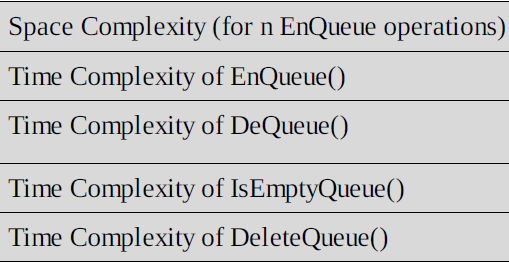 Space Complexity (for n EnQueue operations)
Time Complexity of EnQueue()
Time Complexity of DeQueue()
Time Complexity of IsEmptyQueue()
Time Complexity of DeleteQueue()